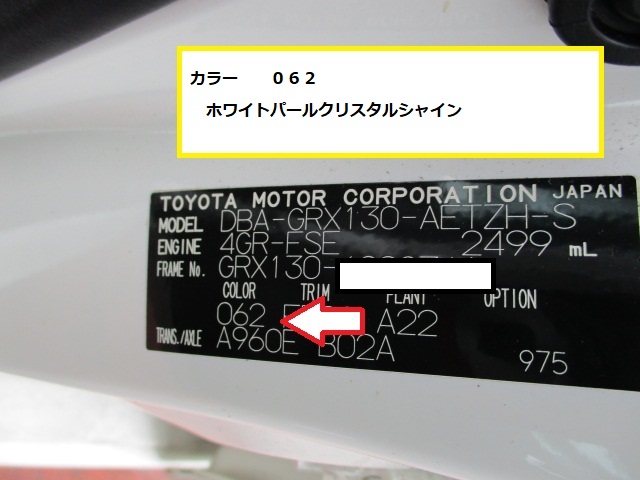 カラー　　０６２
ホワイトパールクリスタルシャイン
TOYOTA MOTOR CORPORATION JAPAN
MODEL DBA-GRX130-AETZH-S
ENGINE 4GR-FSE 2499 mL
FRAME No. GRX130-
COLOR TRIM PLANT OPTION
062 A22
TRANS./AXLE A960E B02A
975